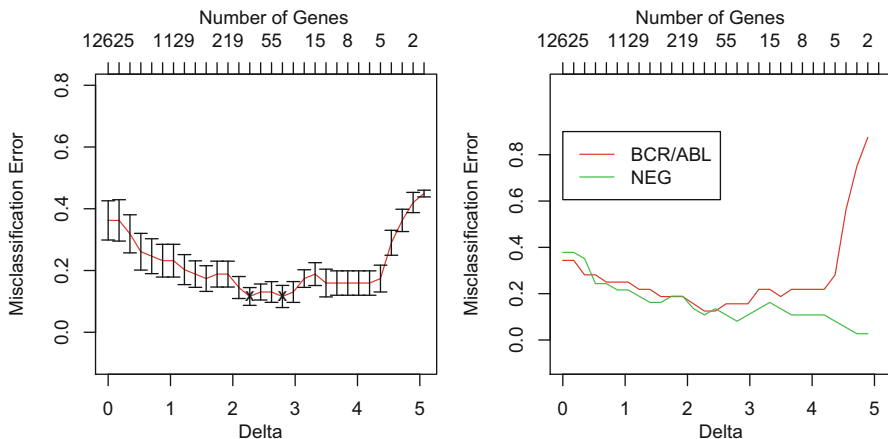 Number of Genes
12625 1129 219 55 15 8 5 2
Misclassification Error
0.8
0.6
0.4
0.2
0.0
0 1 2 3 4 5
Delta
Number of Genes
12625 1129 219 55 15 8 5 2
Misclassification Error
0.8
0.6
0.4
0.2
0.0
BCR/ABL
NEG
0 1 2 3 4 5
Delta